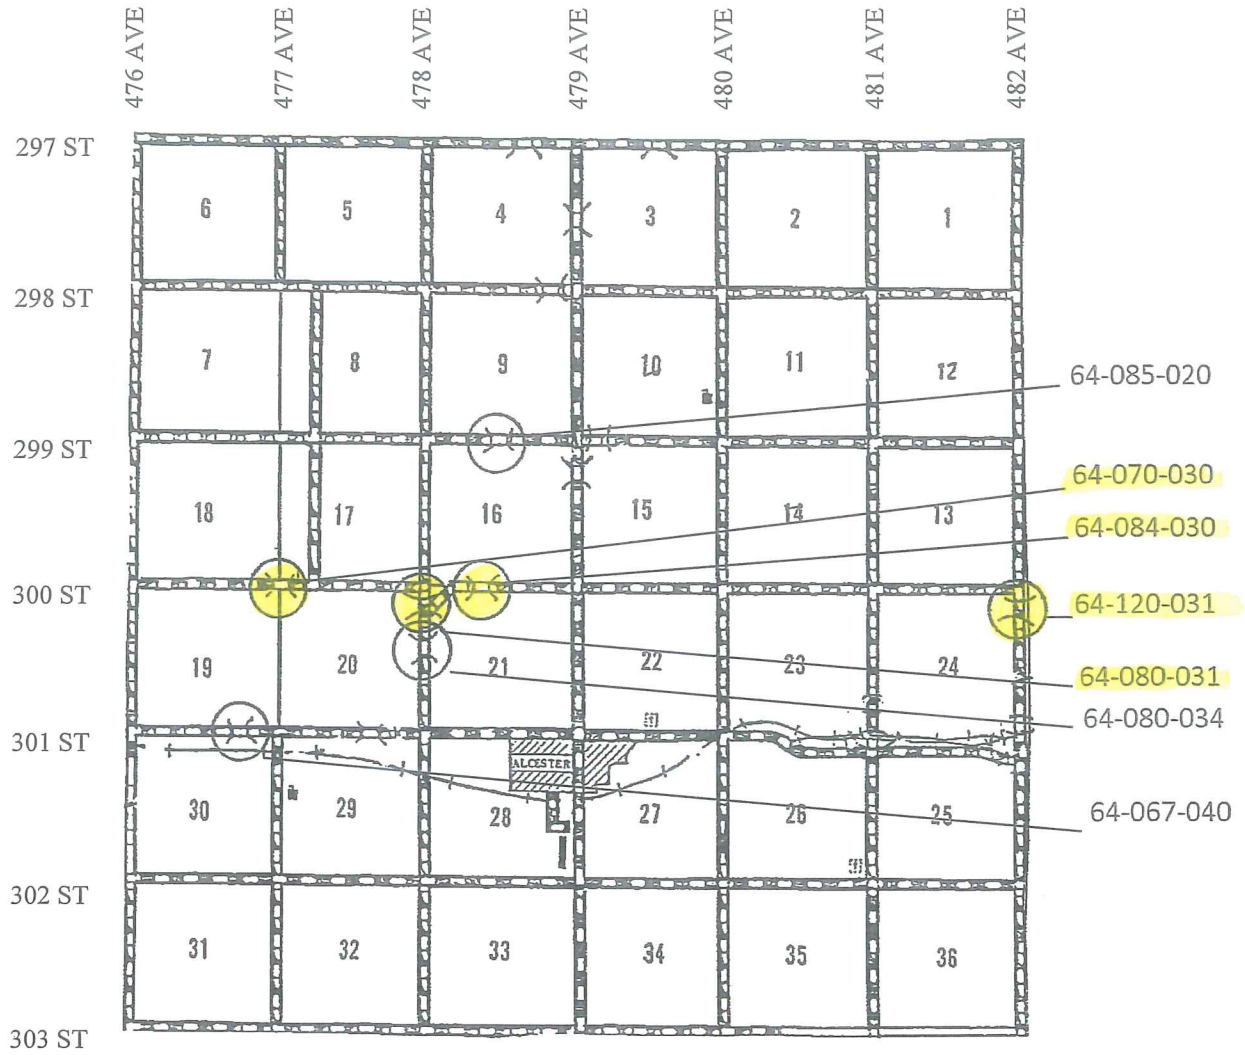 476 AVE
477 AVE
478 AVE
479 AVE
480 AVE
481 AVE
482 AVE
297 ST
6 5 4 3 2 1
298 ST
7 8 9 10 11 12
64-085-020
299 ST
64-070-030
18 17 16 15 14 13
64-084-030
300 ST
64-120-031
19 20 21 22 23 24
64-080-031
64-080-034
301 ST
ALCESTER
30 29 28 27 26 25
64-067-040
302 ST
31 32 33 34 35 36
303 ST